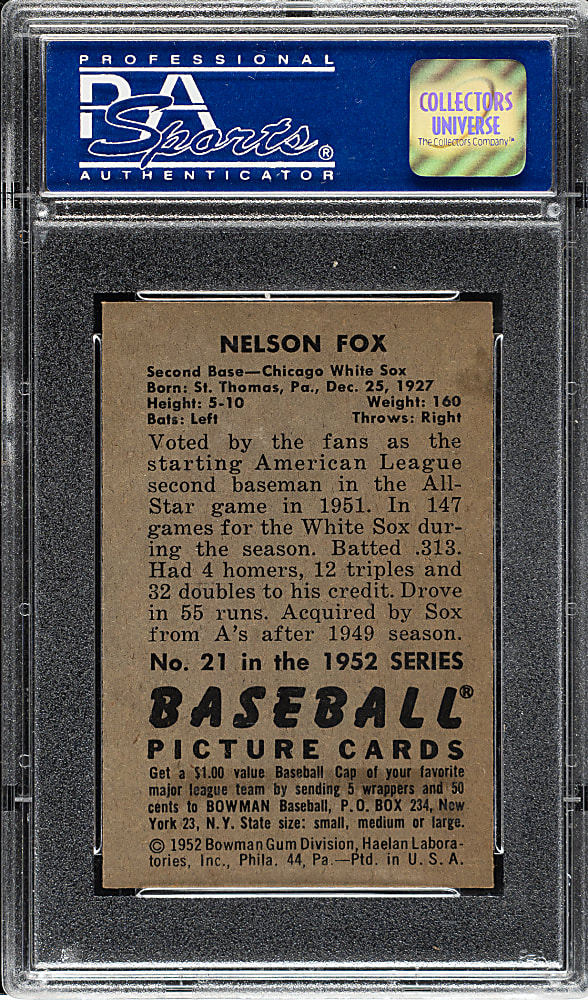 PROFESSIONAL
PSA
Sports®
AUTHENTICATOR
COLLECTORS
UNIVERSE
The Collectors Company™
NELSON FOX
Second Base—Chicago White Sox
Born: St. Thomas, Pa., Dec. 25, 1927
Height: 5-10 Weight: 160
Bats: Left Throws: Right
Voted by the fans as the
starting American League
second baseman in the All-
Star game in 1951. In 147
games for the White Sox dur-
ing the season. Batted .313.
Had 4 homers, 12 triples and
32 doubles to his credit. Drove
in 55 runs. Acquired by Sox
from A's after 1949 season.
No. 21 in the 1952 SERIES
BASEBALL®
PICTURE CARDS
Get a $1.00 value Baseball Cap of your favorite
major league team by sending 5 wrappers and 50
cents to BOWMAN Baseball, P.O. BOX 234, New
York 23, N.Y. State size: small, medium or large.
© 1952 Bowman Gum Division, Haelan Labora-
tories, Inc., Phila. 44, Pa.—Ptd. in U. S. A.